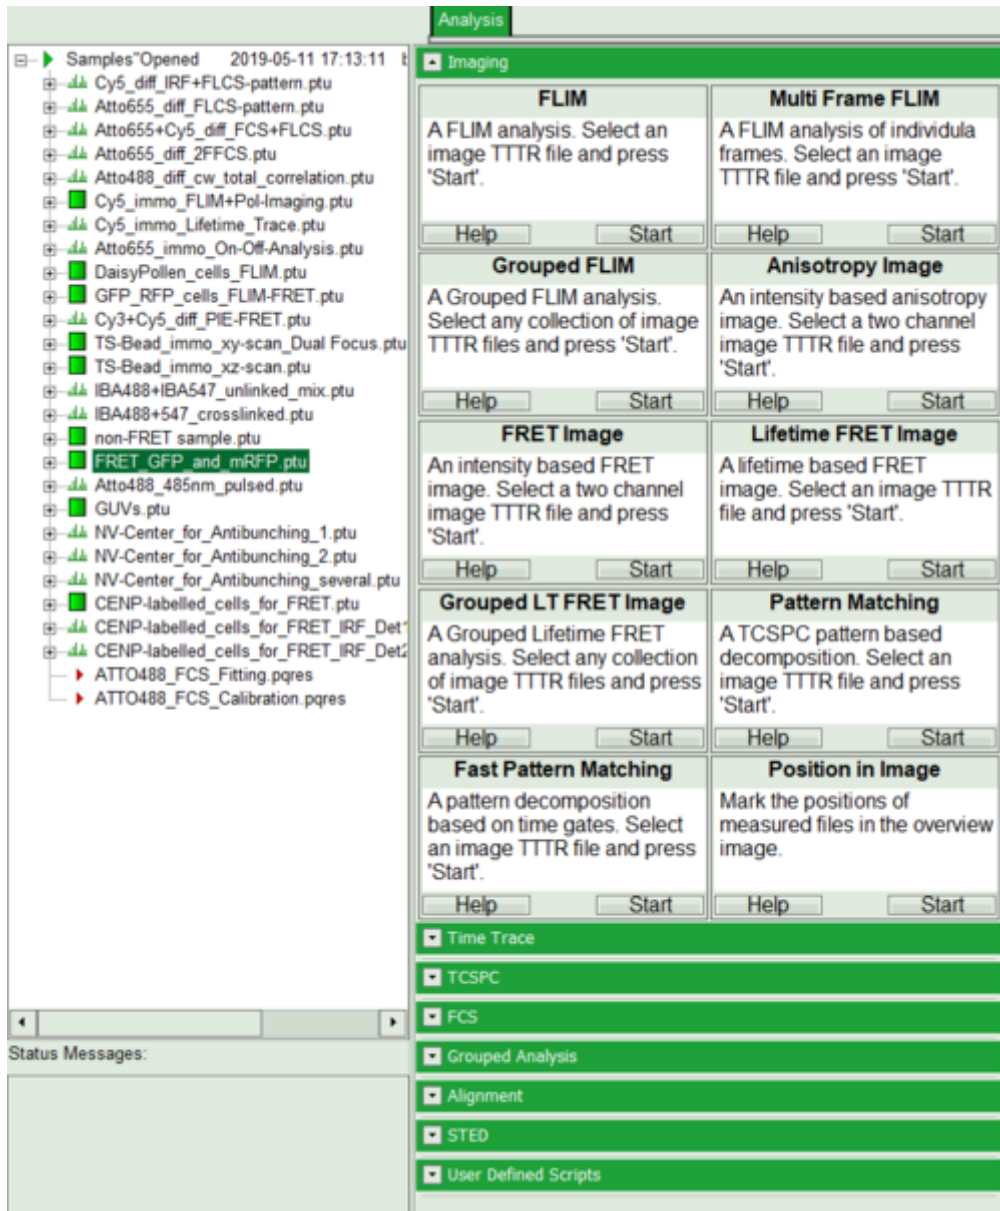 Analysis
Samples"Opened 2019-05-11 17:13:11
Cy5_diff_IRF+FLCS-pattern.ptu
Atto655_diff_FLCS-pattern.ptu
Atto655+Cy5_diff_FCS+FLCS.ptu
Atto655_diff_2FFCS.ptu
Atto488_diff_cw_total_correlation.ptu
Cy5_immo_FLIM+Pol-Imaging.ptu
Cy5_immo_Lifetime_Trace.ptu
Atto655_immo_On-Off-Analysis.ptu
DaisyPollen_cells_FLIM.ptu
GFP_RFP_cells_FLIM-FRET.ptu
Cy3+Cy5_diff_PIE-FRET.ptu
TS-Bead_immo_xy-scan_Dual Focus.ptu
TS-Bead_immo_xz-scan.ptu
IBA488+IBA547_unlinked_mix.ptu
IBA488+547_crosslinked.ptu
non-FRET sample.ptu
FRET_GFP_and_mRFP.ptu
Atto488_485nm_pulsed.ptu
GUVs.ptu
NV-Center_for_Antibunching_1.ptu
NV-Center_for_Antibunching_2.ptu
NV-Center_for_Antibunching_several.ptu
CENP-labelled_cells_for_FRET.ptu
CENP-labelled_cells_for_FRET_IRF_Det1
CENP-labelled_cells_for_FRET_IRF_Det2
ATTO488_FCS_Fitting.pqres
ATTO488_FCS_Calibration.pqres
Status Messages:
Imaging
FLIM
A FLIM analysis. Select an
image TTTR file and press
'Start'.
Help Start
Multi Frame FLIM
A FLIM analysis of individula
frames. Select an image
TTTR file and press 'Start'.
Help Start
Grouped FLIM
A Grouped FLIM analysis.
Select any collection of image
TTTR files and press 'Start'.
Help Start
Anisotropy Image
An intensity based anisotropy
image. Select a two channel
image TTTR file and press
'Start'.
Help Start
FRET Image
An intensity based FRET
image. Select a two channel
image TTTR file and press
'Start'.
Help Start
Lifetime FRET Image
A lifetime based FRET
image. Select an image TTTR
file and press 'Start'.
Help Start
Grouped LT FRET Image
A Grouped Lifetime FRET
analysis. Select any collection
of image TTTR files and press
'Start'.
Help Start
Pattern Matching
A TCSPC pattern based
decomposition. Select an
image TTTR file and press
'Start'.
Help Start
Fast Pattern Matching
A pattern decomposition
based on time gates. Select
an image TTTR file and press
'Start'.
Help Start
Position in Image
Mark the positions of
measured files in the overview
image.
Help Start
Time Trace
TCSPC
FCS
Grouped Analysis
Alignment
STED
User Defined Scripts